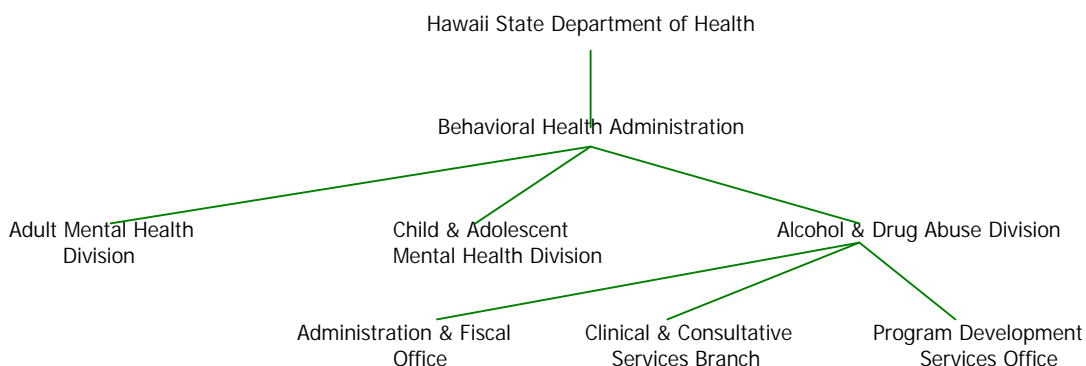 Hawaii State Department of Health
Behavioral Health Administration
Adult Mental Health
Division
Child & Adolescent
Mental Health Division
Alcohol & Drug Abuse Division
Administration & Fiscal
Office
Clinical & Consultative
Services Branch
Program Development
Services Office